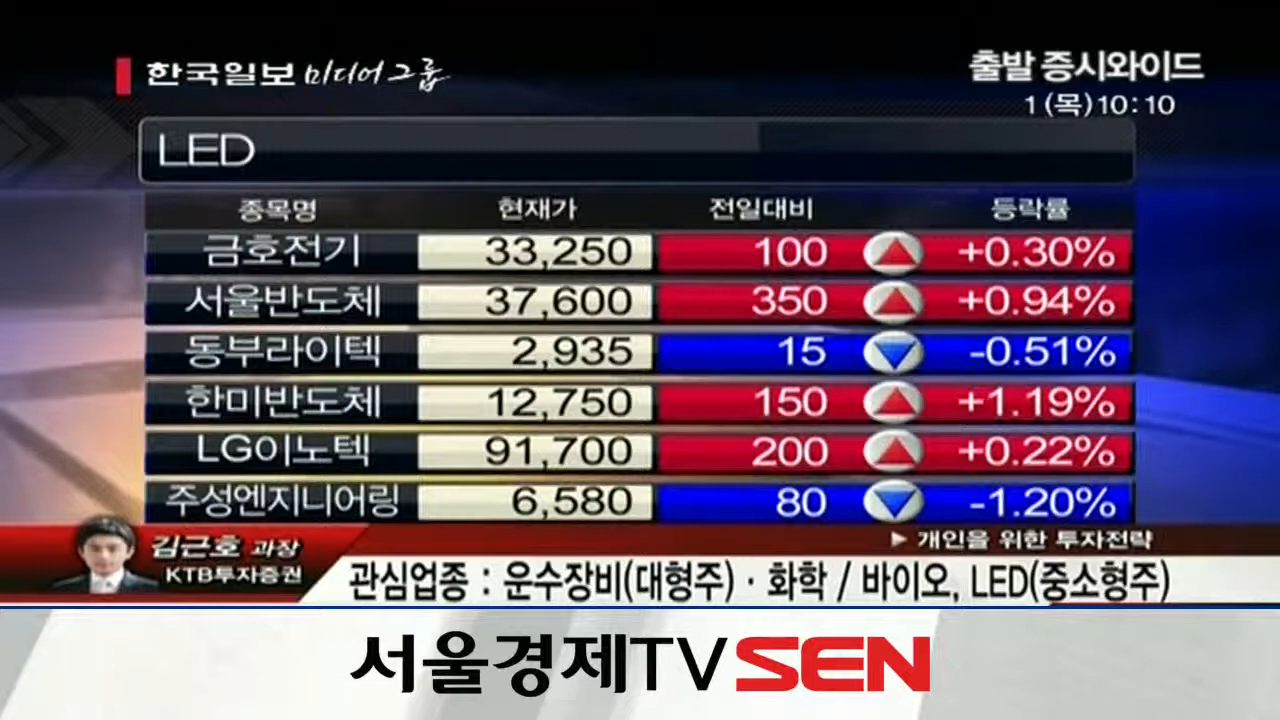 한국일보 미디어그룹
출발 증시와이드
1 (목) 10:10
LED
종목명 현재가 전일대비 등락률
금호전기 33,250 100 ▲ +0.30%
서울반도체 37,600 350 ▲ +0.94%
동부라이텍 2,935 15 ▼ -0.51%
한미반도체 12,750 150 ▲ +1.19%
LG이노텍 91,700 200 ▲ +0.22%
주성엔지니어링 6,580 80 ▼ -1.20%
▶ 개인을 위한 투자전략
김근호 과장
KTB투자증권
관심업종 : 운수장비(대형주) · 화학 / 바이오, LED(중소형주)
서울경제TV SEN